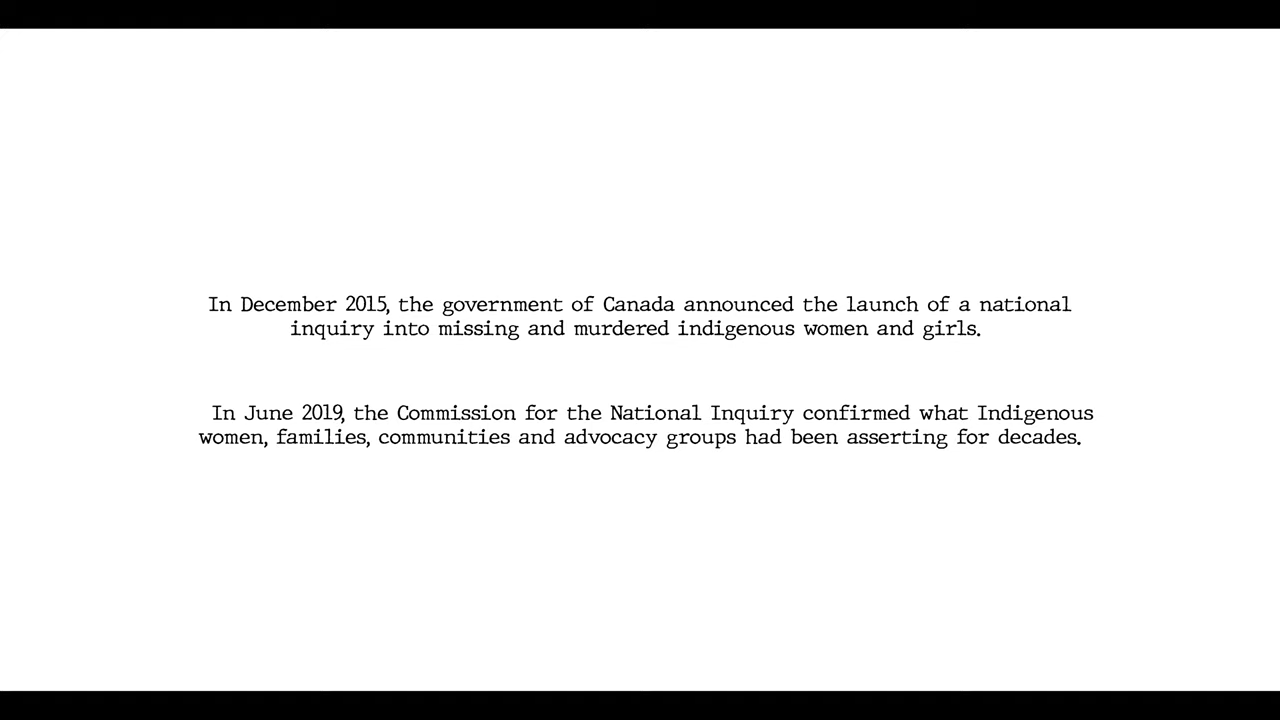 In December 2015, the government of Canada announced the launch of a national
inquiry into missing and murdered indigenous women and girls.
In June 2019, the Commission for the National Inquiry confirmed what Indigenous
women, families, communities and advocacy groups had been asserting for decades.